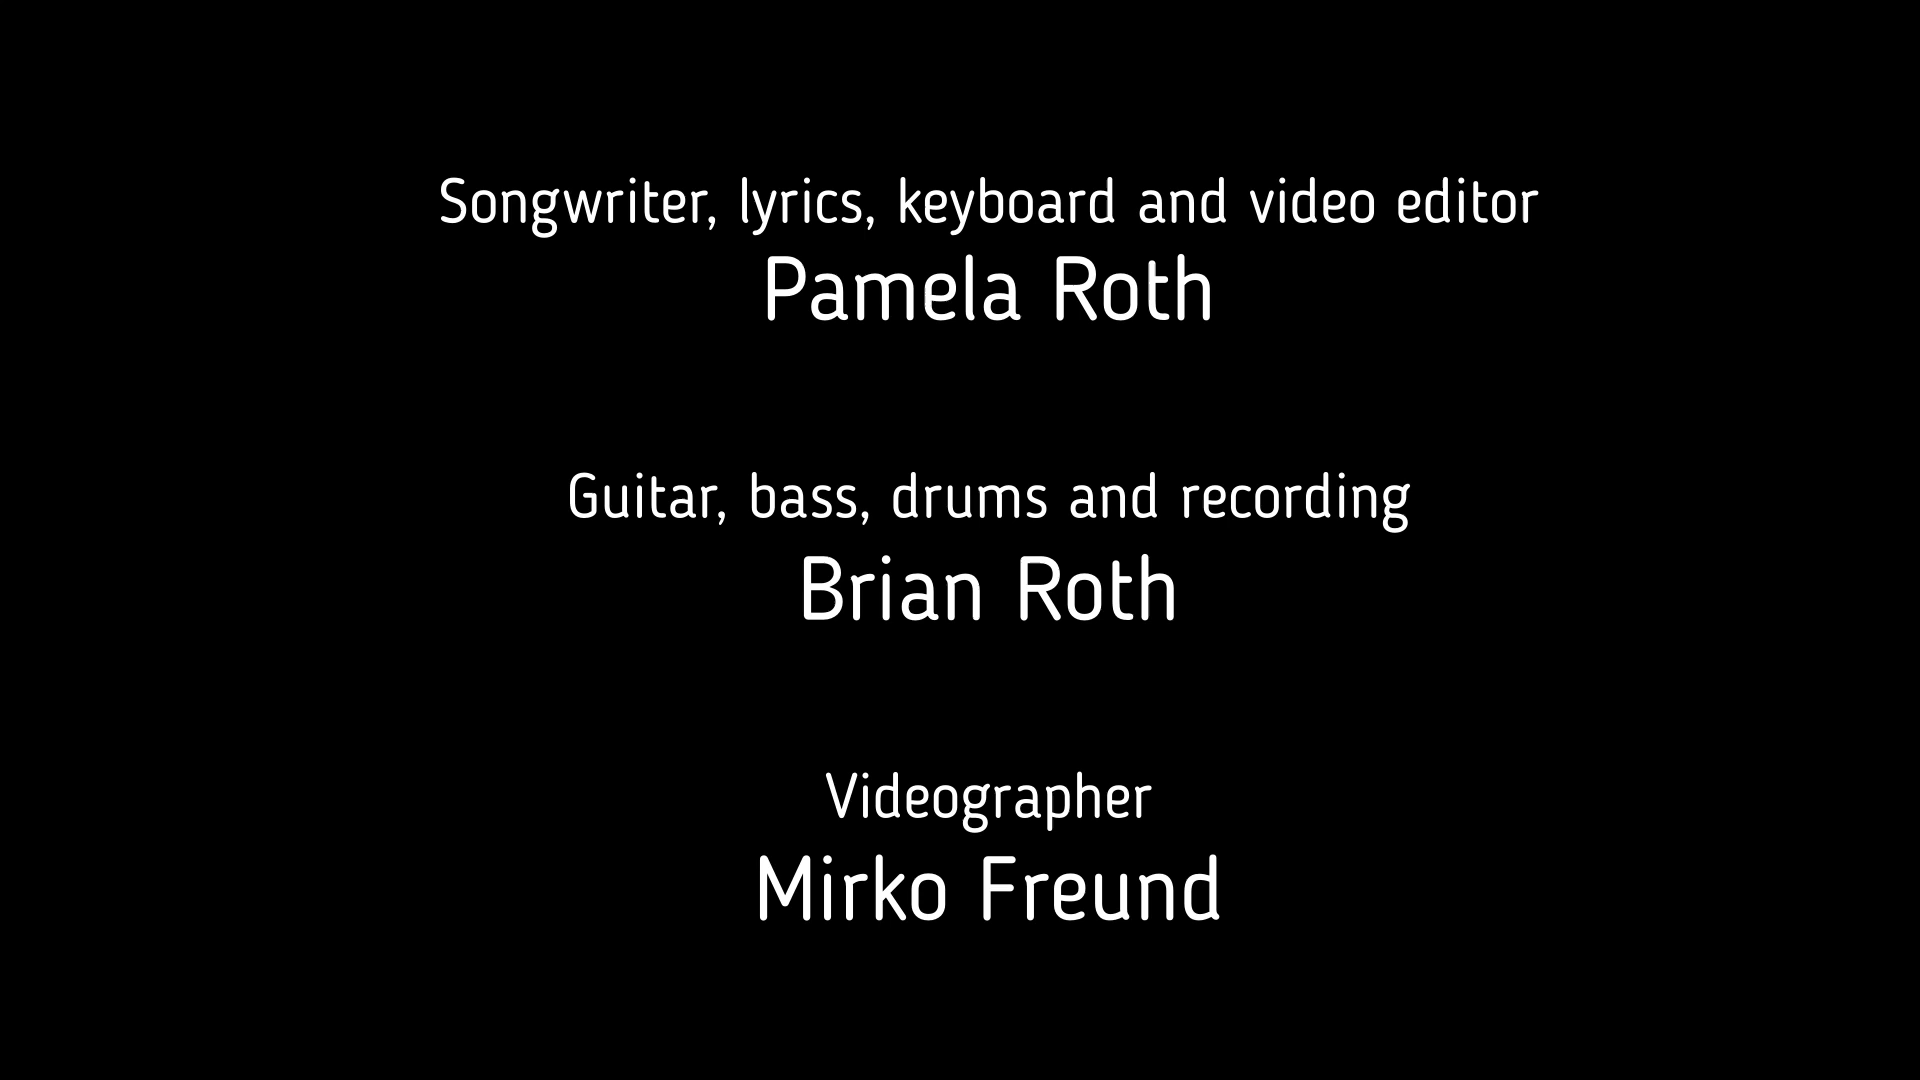 Songwriter, lyrics, keyboard and video editor
Pamela Roth
Guitar, bass, drums and recording
Brian Roth
Videographer
Mirko Freund